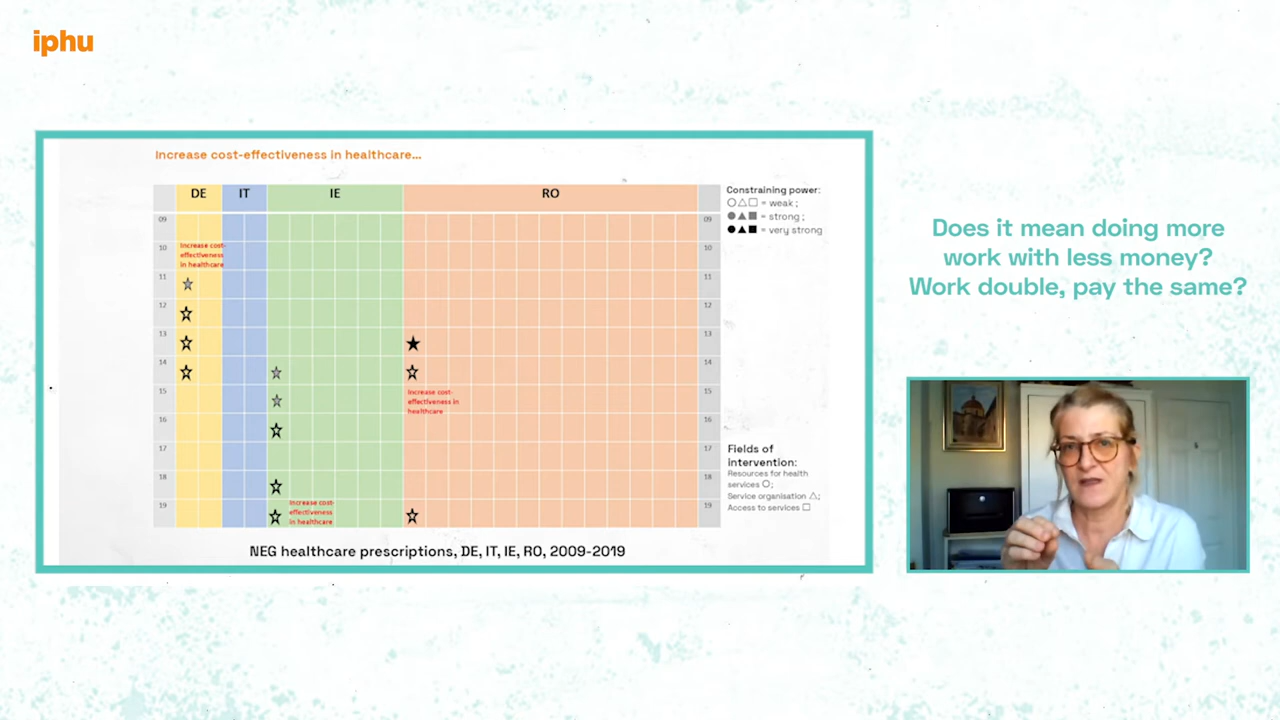 iphu
Increase cost-effectiveness in healthcare...
DE IT IE RO
09 09
10 10
Increase cost-
effectiveness
in healthcare
11 11
12 12
13 13
14 14
15 15
Increase cost-
effectiveness in
healthcare
16 16
17 17
18 18
19 19
Increase cost-
effectiveness
in healthcare
Constraining power:
○△□ = weak ;
●▲■ = strong ;
●▲■ = very strong
Fields of
intervention:
Resources for health
services ○;
Service organisation △;
Access to services □
NEG healthcare prescriptions, DE, IT, IE, RO, 2009-2019
Does it mean doing more
work with less money?
Work double, pay the same?